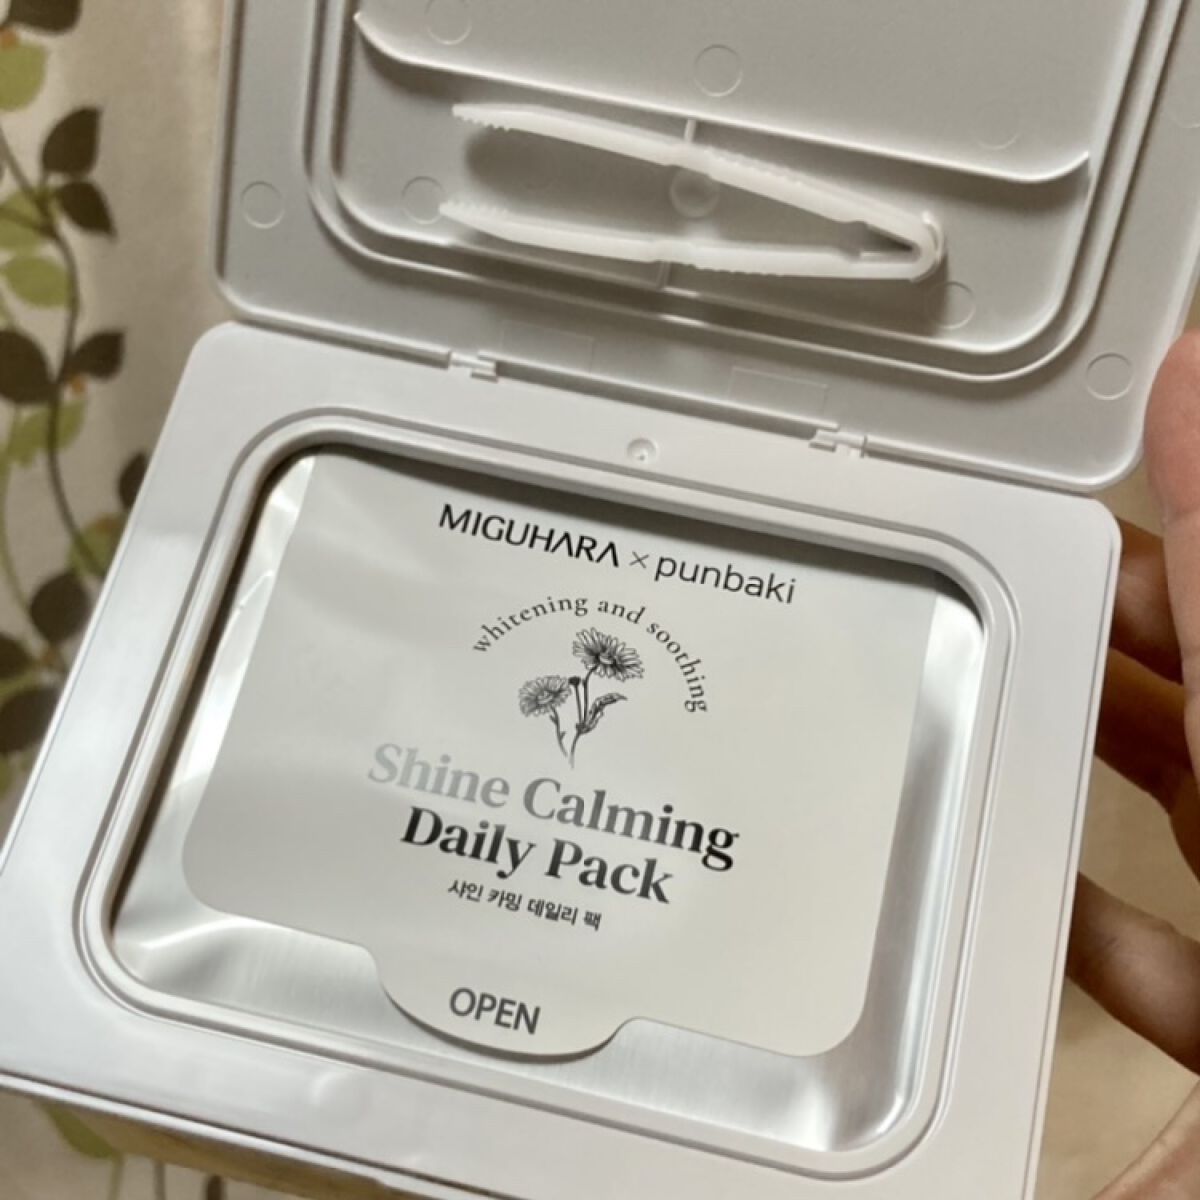 MIGUHARA × punbaki
whitening and soothing
Shine Calming
Daily Pack
샤인 카밍 데일리 팩
OPEN